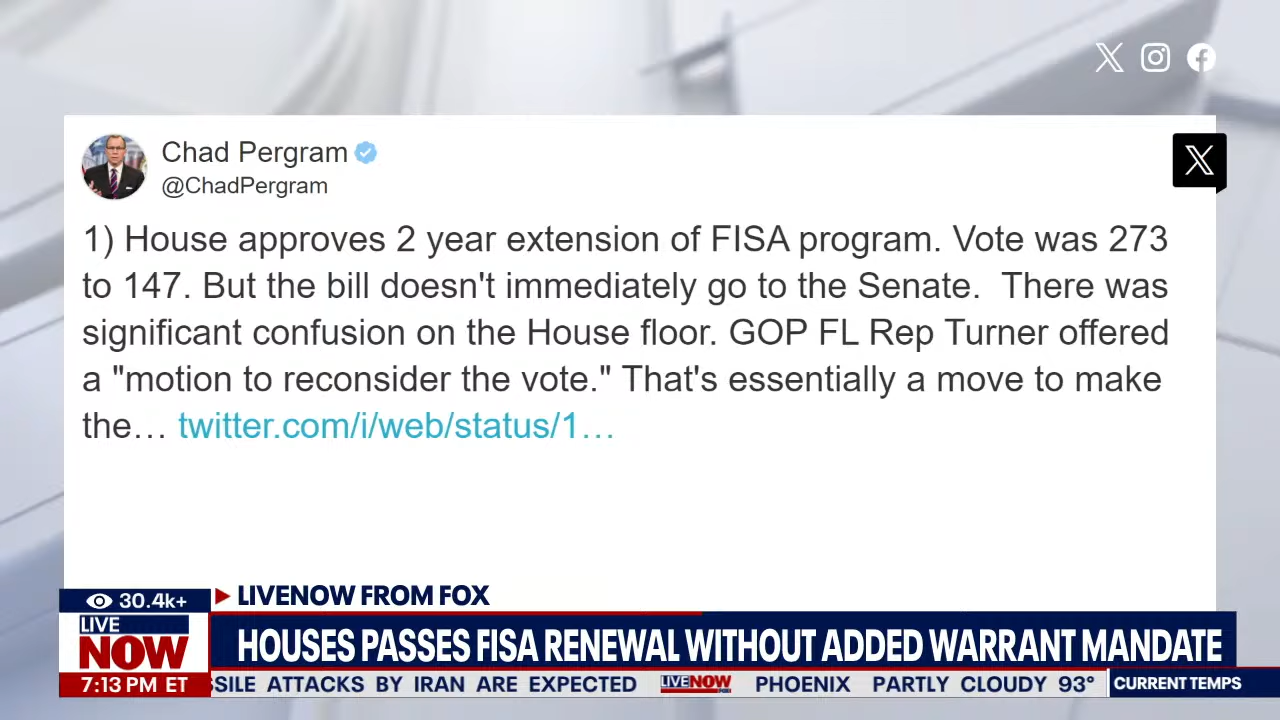 Chad Pergram
@ChadPergram
X
1) House approves 2 year extension of FISA program. Vote was 273
to 147. But the bill doesn't immediately go to the Senate.  There was
significant confusion on the House floor. GOP FL Rep Turner offered
a "motion to reconsider the vote." That's essentially a move to make
the… twitter.com/i/web/status/1…
30.4k+
LIVENOW FROM FOX
LIVE
NOW
HOUSES PASSES FISA RENEWAL WITHOUT ADDED WARRANT MANDATE
7:13 PM ET
SSILE ATTACKS BY IRAN ARE EXPECTED LIVENOW FOX PHOENIX PARTLY CLOUDY 93° CURRENT TEMPS